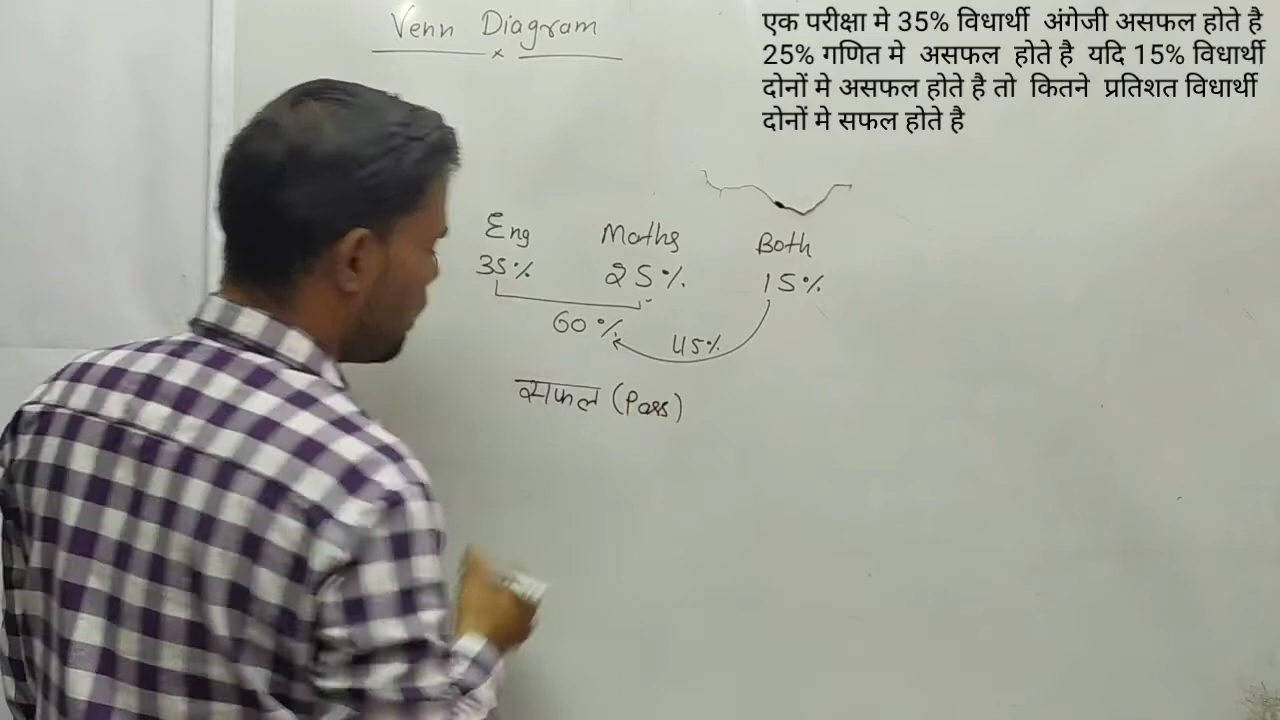 Venn Diagram
एक परीक्षा मे 35% विधार्थी अंगेजी असफल होते है
25% गणित मे असफल होते है यदि 15% विधार्थी
दोनों मे असफल होते है तो कितने प्रतिशत विधार्थी
दोनों मे सफल होते है
Eng Maths Both
35% 25% 15%
60% 45%
सफल (Pass)